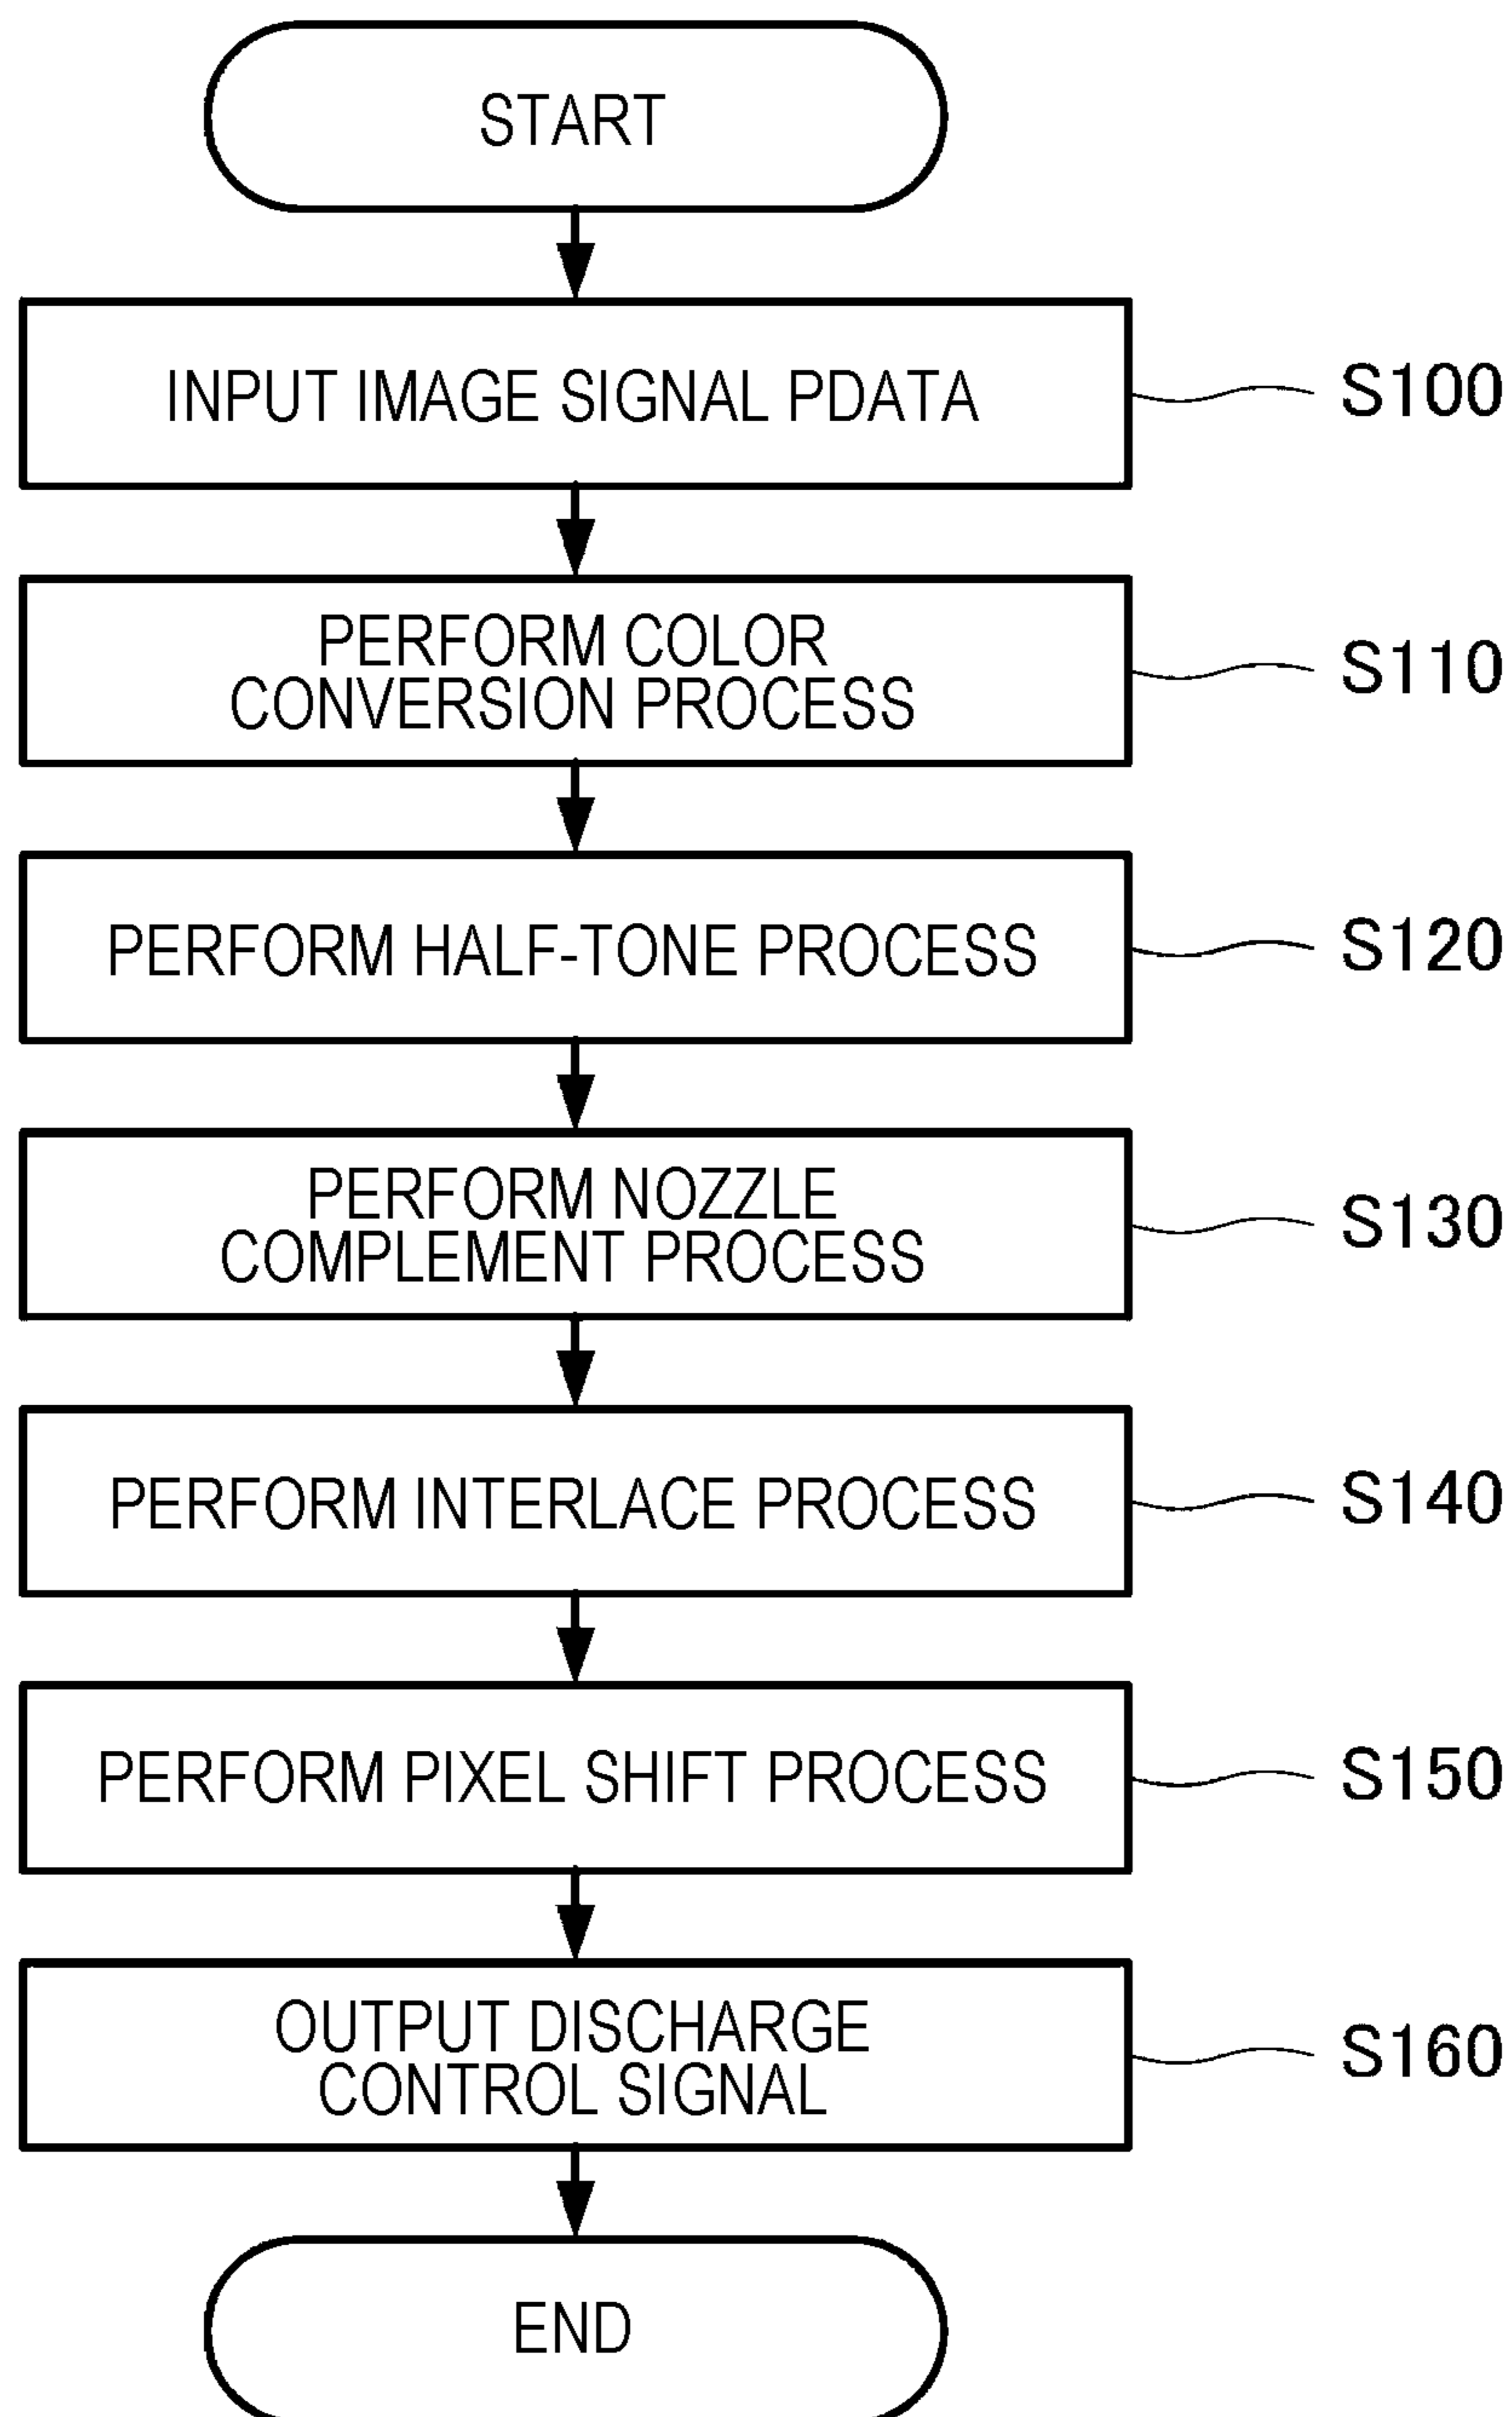 START
INPUT IMAGE SIGNAL PDATA
S100
PERFORM COLOR
CONVERSION PROCESS
S110
PERFORM HALF-TONE PROCESS
S120
PERFORM NOZZLE
COMPLEMENT PROCESS
S130
PERFORM INTERLACE PROCESS
S140
PERFORM PIXEL SHIFT PROCESS
S150
OUTPUT DISCHARGE
CONTROL SIGNAL
S160
END